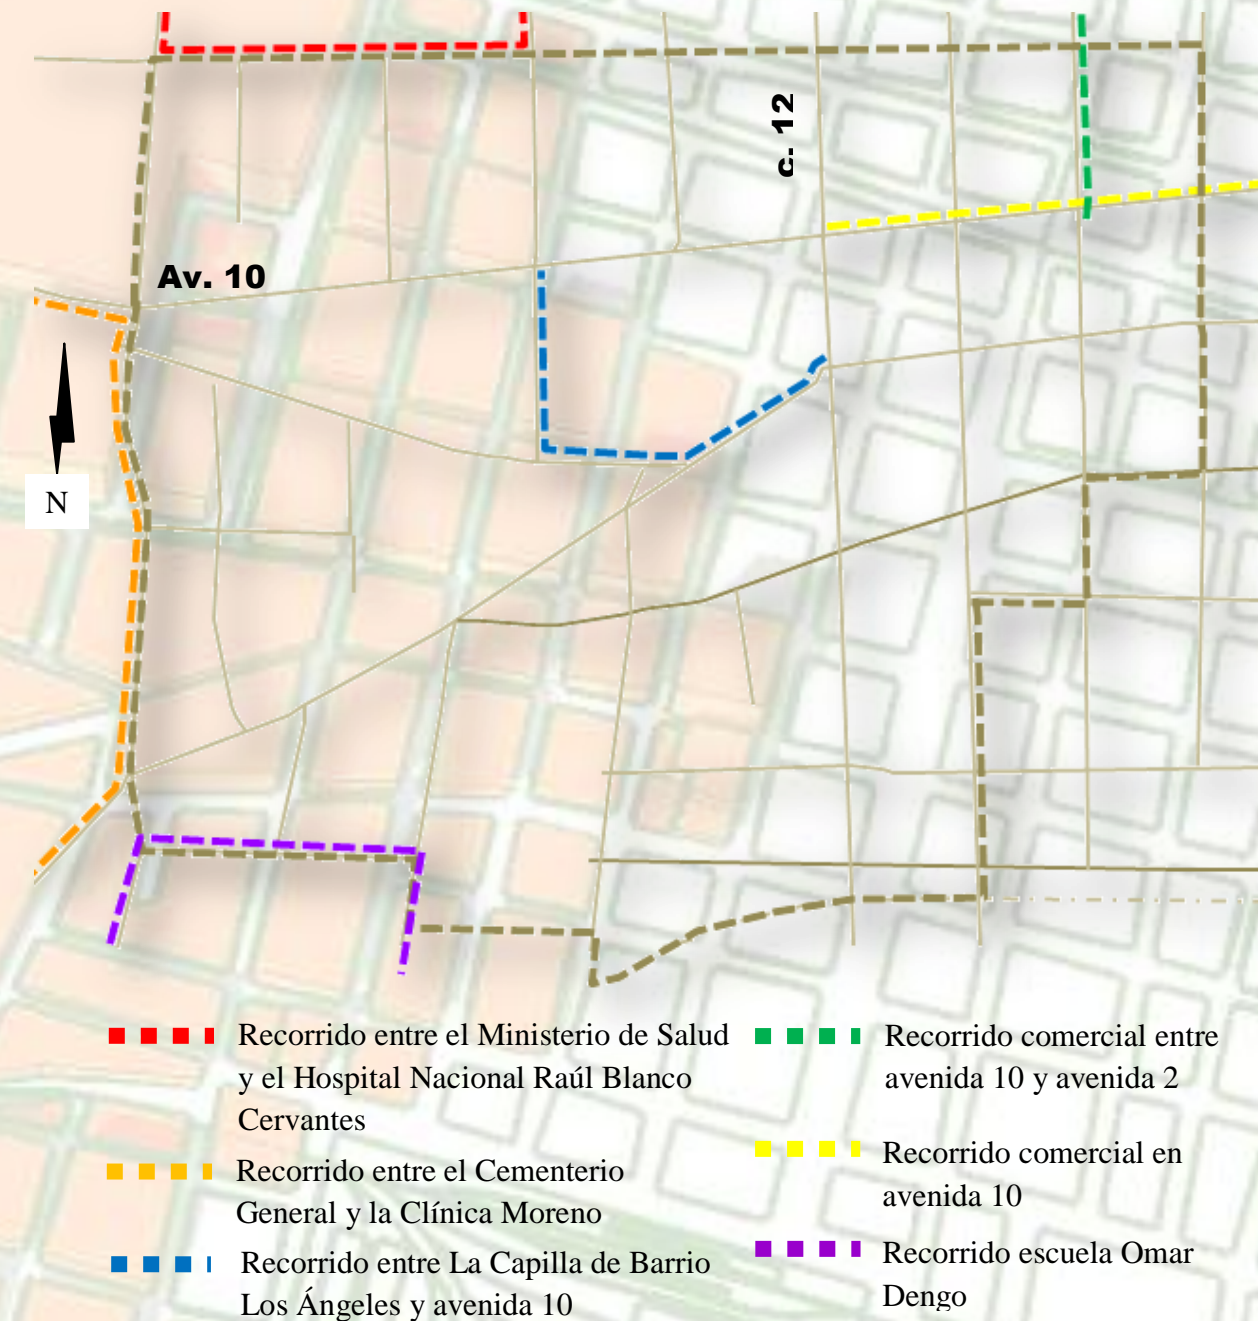 c. 12
Av. 10
N
Recorrido entre el Ministerio de Salud
y el Hospital Nacional Raúl Blanco
Cervantes
Recorrido entre el Cementerio
General y la Clínica Moreno
Recorrido entre La Capilla de Barrio
Los Ángeles y avenida 10
Recorrido comercial entre
avenida 10 y avenida 2
Recorrido comercial en
avenida 10
Recorrido escuela Omar
Dengo